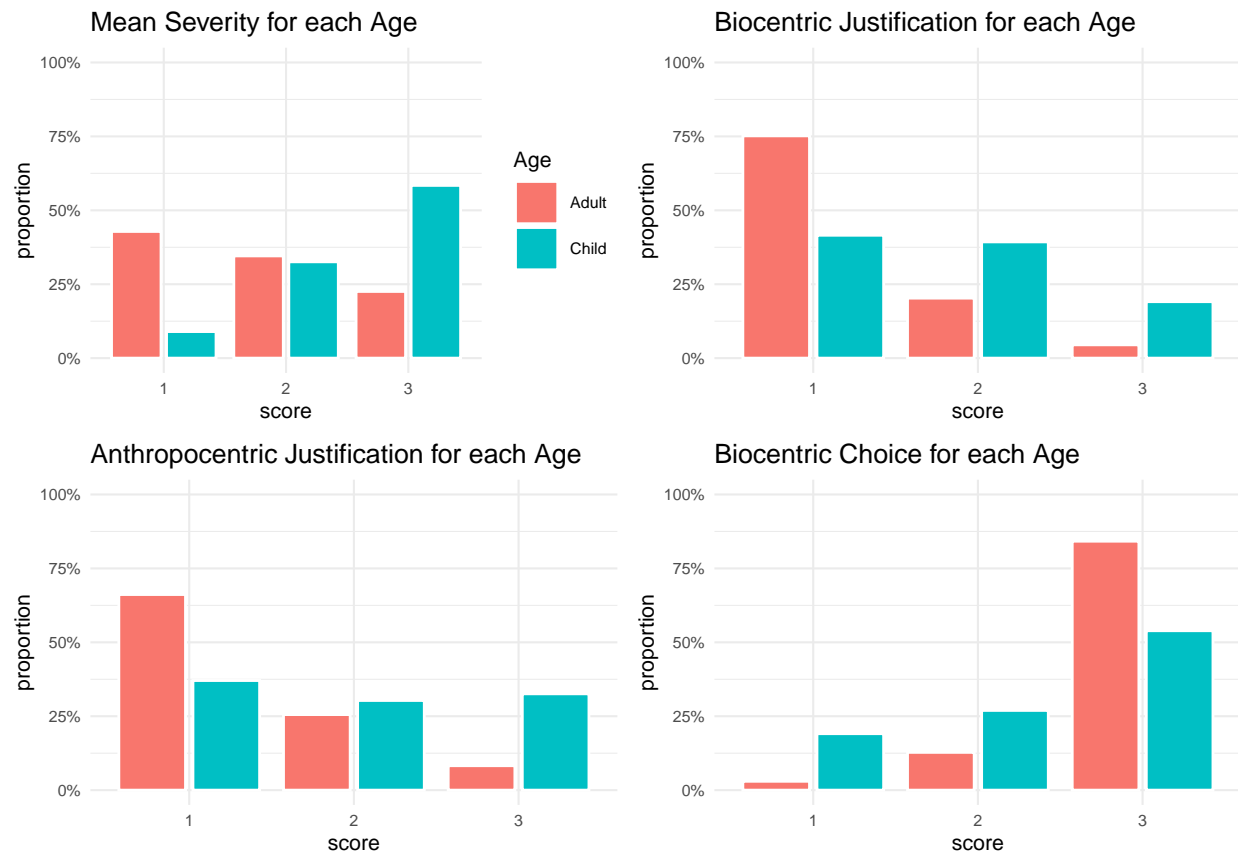 Mean Severity for each Age
100%
75%
50%
25%
0%
proportion
1 2 3
score
Age
Adult
Child
Biocentric Justification for each Age
100%
75%
50%
25%
0%
proportion
1 2 3
score
Anthropocentric Justification for each Age
100%
75%
50%
25%
0%
proportion
1 2 3
score
Biocentric Choice for each Age
100%
75%
50%
25%
0%
proportion
1 2 3
score